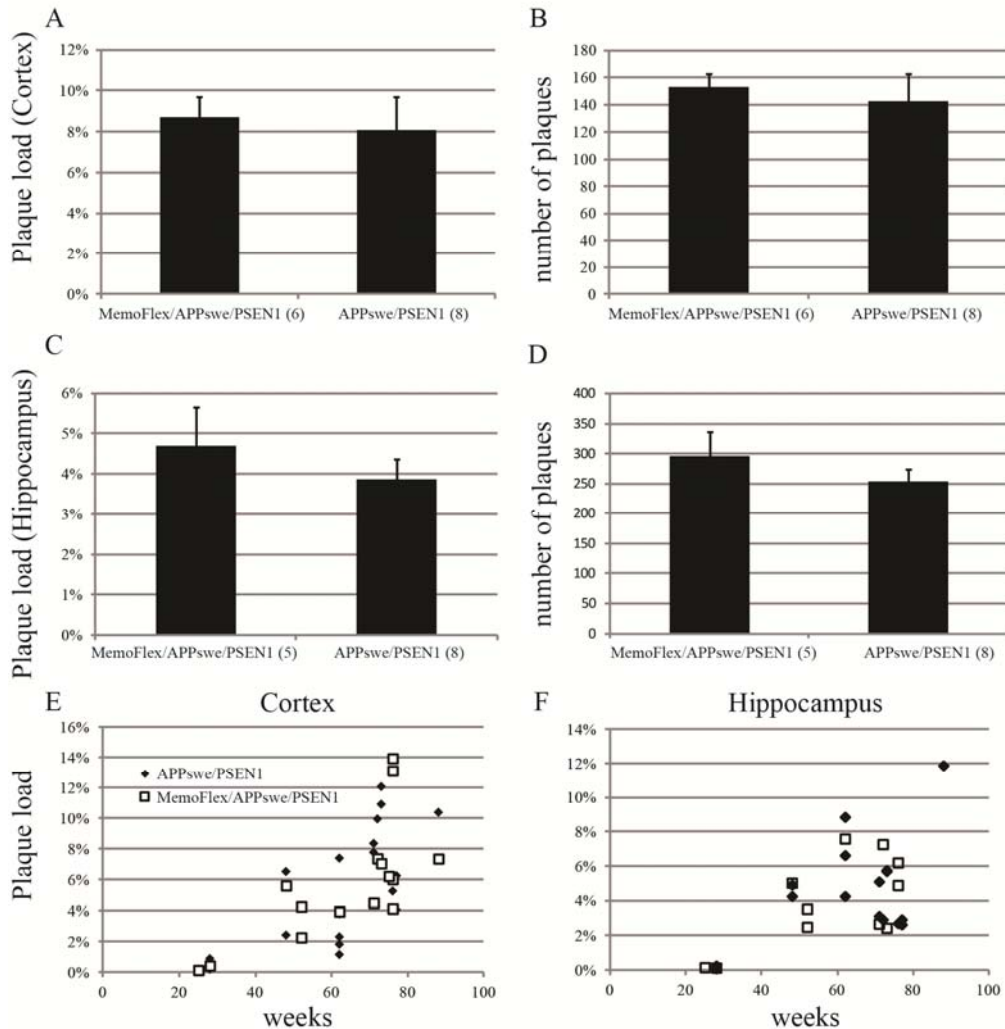 A
Plaque load (Cortex)
12%
10%
8%
6%
4%
2%
0%
MemoFlex/APPswe/PSEN1 (6)
APPswe/PSEN1 (8)
B
number of plaques
180
160
140
120
100
80
60
40
20
0
MemoFlex/APPswe/PSEN1 (6)
APPswe/PSEN1 (8)
C
Plaque load (Hippocampus)
6%
5%
4%
3%
2%
1%
0%
MemoFlex/APPswe/PSEN1 (5)
APPswe/PSEN1 (8)
D
number of plaques
400
350
300
250
200
150
100
50
0
MemoFlex/APPswe/PSEN1 (5)
APPswe/PSEN1 (8)
E
Cortex
Plaque load
16%
14%
12%
10%
8%
6%
4%
2%
0%
APPswe/PSEN1
MemoFlex/APPswe/PSEN1
0 20 40 60 80 100
weeks
F
Hippocampus
14%
12%
10%
8%
6%
4%
2%
0%
0 20 40 60 80 100
weeks